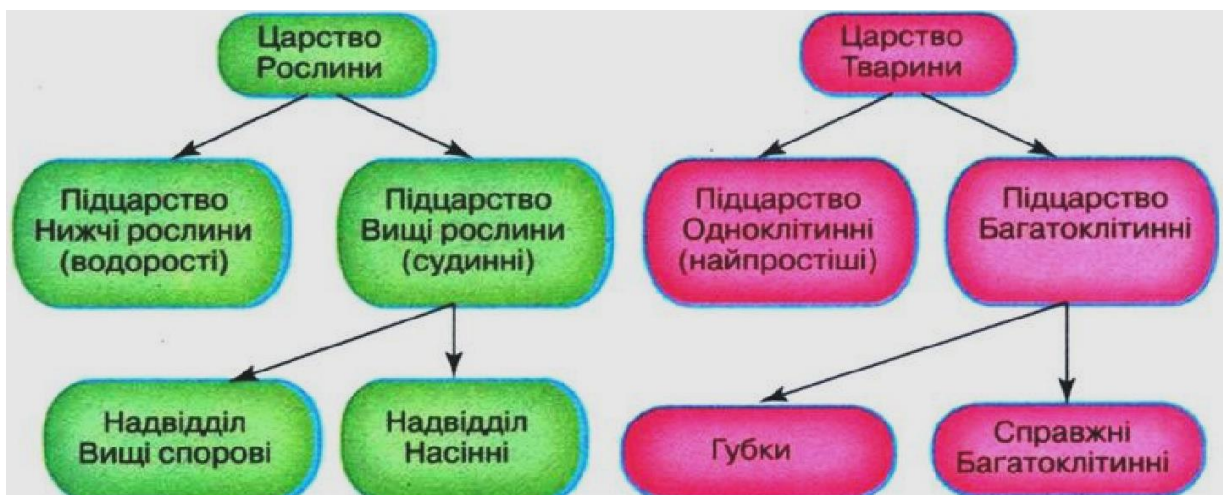 Царство
Рослини
Царство
Тварини
Підцарство
Нижчі рослини
(водорості)
Підцарство
Вищі рослини
(судинні)
Підцарство
Одноклітинні
(найпростіші)
Підцарство
Багатоклітинні
Надвідділ
Вищі спорові
Надвідділ
Насінні
Губки
Справжні
Багатоклітинні